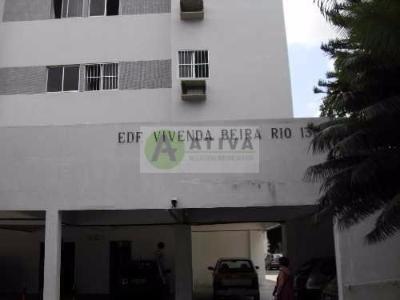 EDF VIVENDA BEIRA RIO 13
ATIVA